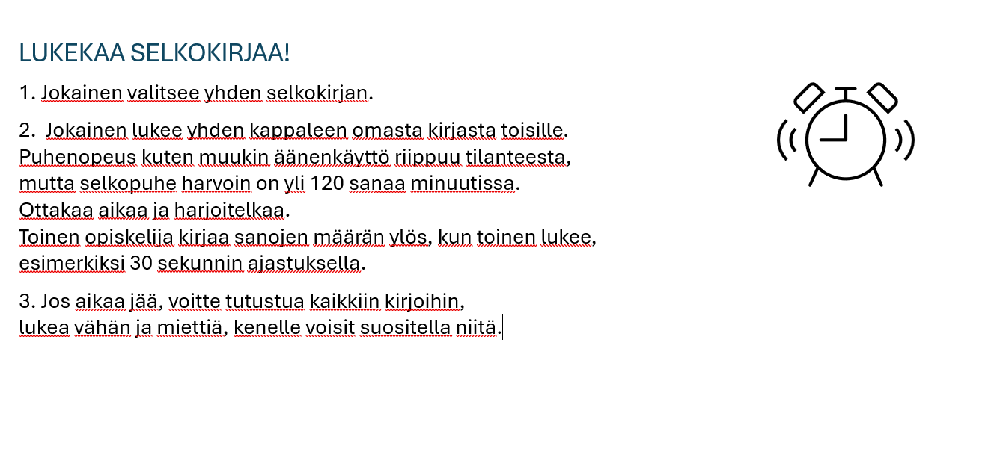 LUKEKAA SELKOKIRJAA!
1. Jokainen valitsee yhden selkokirjan.
2. Jokainen lukee yhden kappaleen omasta kirjasta toisille.
Puhenopeus kuten muukin äänenkäyttö riippuu tilanteesta,
mutta selkopuhe harvoin on yli 120 sanaa minuutissa.
Ottakaa aikaa ja harjoitelkaa.
Toinen opiskelija kirjaa sanojen määrän ylös, kun toinen lukee,
esimerkiksi 30 sekunnin ajastuksella.
3. Jos aikaa jää, voitte tutustua kaikkiin kirjoihin,
lukea vähän ja miettiä, kenelle voisit suositella niitä.